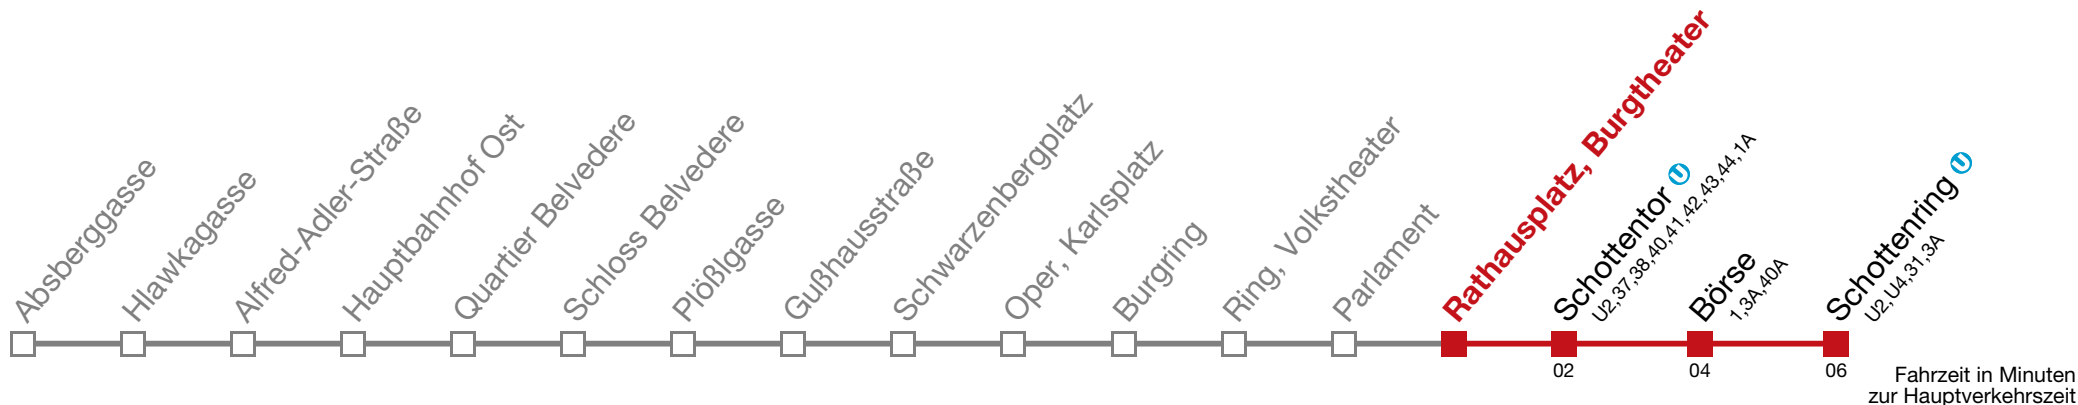 Absberggasse
Hlawkagasse
Alfred-Adler-Straße
Hauptbahnhof Ost
Quartier Belvedere
Schloss Belvedere
Plößlgasse
Gußhausstraße
Schwarzenbergplatz
Oper, Karlsplatz
Burgring
Ring, Volkstheater
Parlament
Rathausplatz, Burgtheater
Schottentor U
U2,37,38,40,41,42,43,44,1A
Börse
1,3A,40A
Schottenring U
U2,U4,31,3A
02
04
06
Fahrzeit in Minuten
zur Hauptverkehrszeit